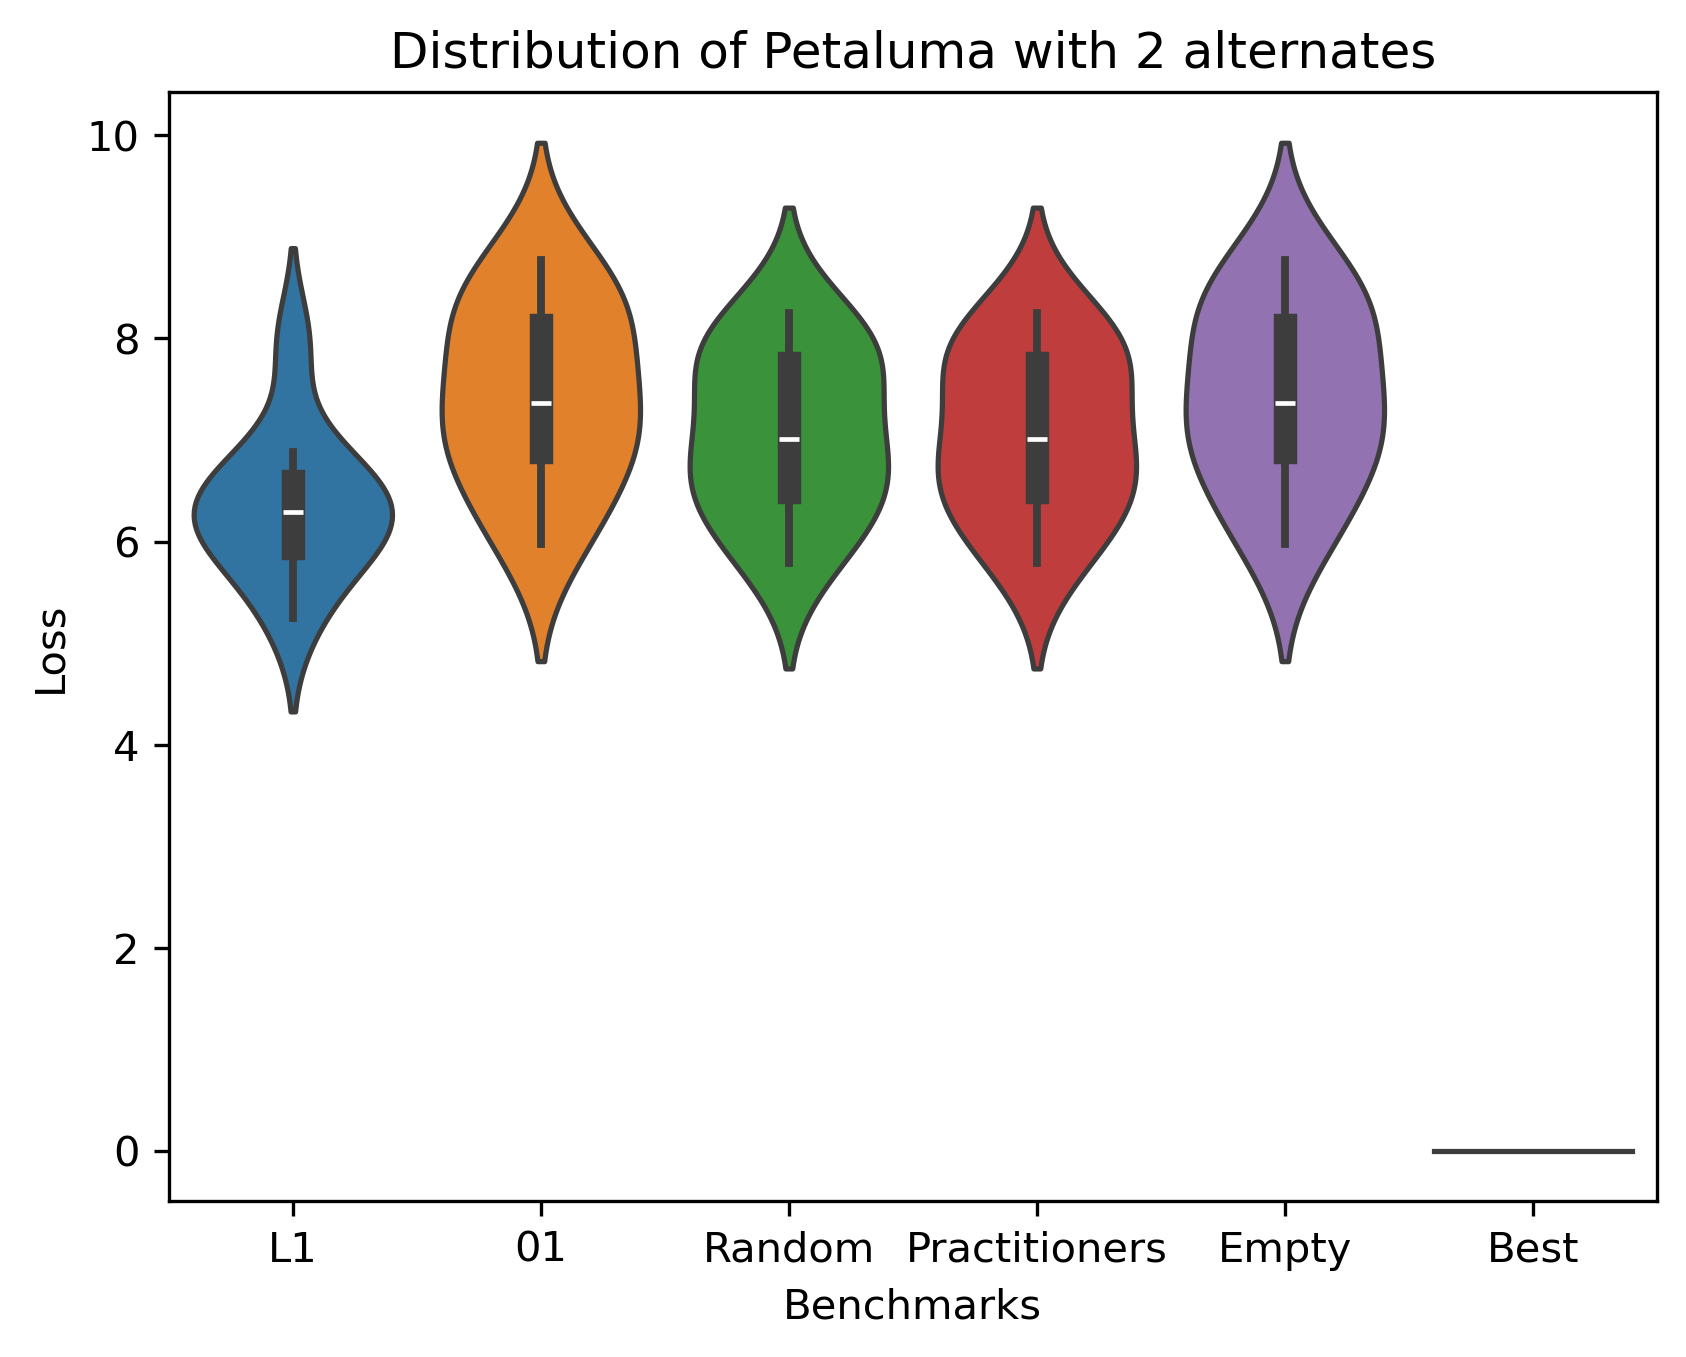 Distribution of Petaluma with 2 alternates
10
8
6
4
2
0
Loss
L1 01 Random Practitioners Empty Best
Benchmarks